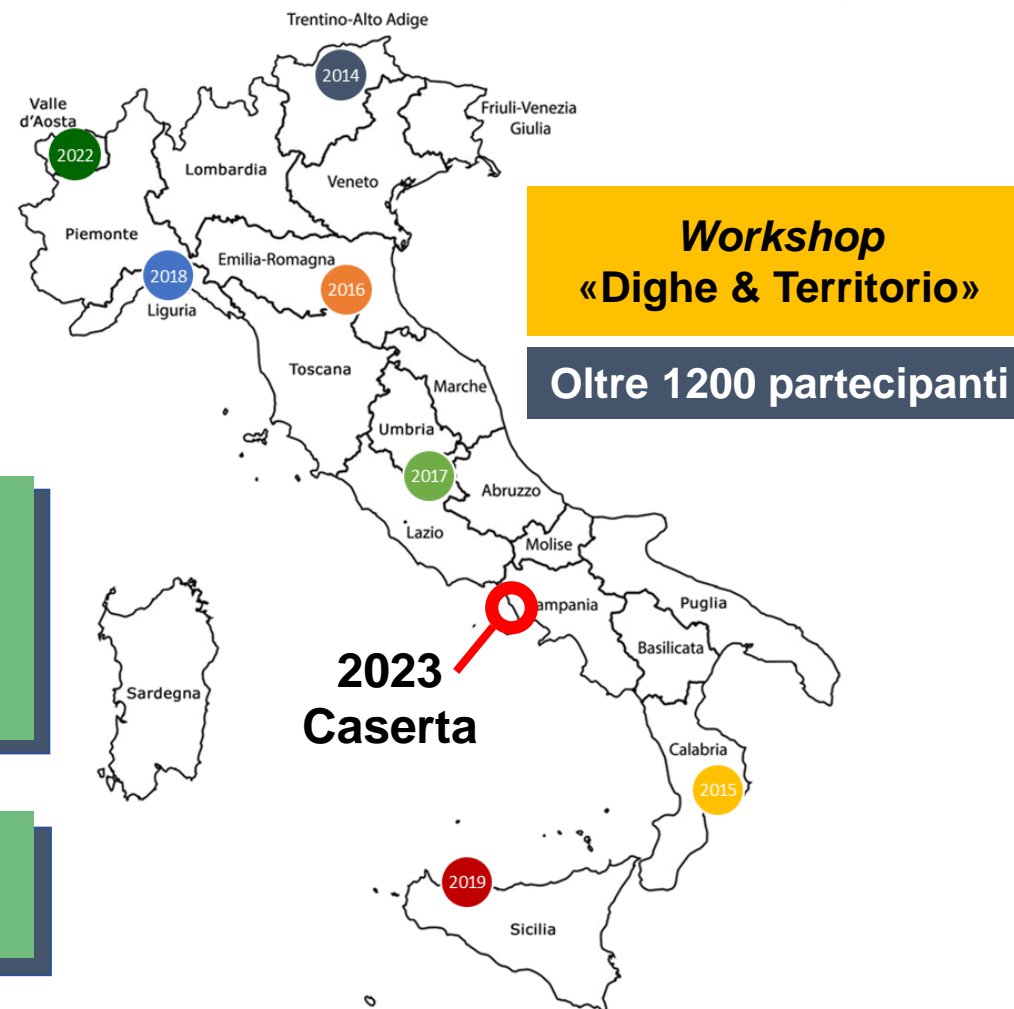 Trentino-Alto Adige
2014
Valle
d'Aosta
2022
Friuli-Venezia
Giulia
Lombardia
Veneto
Piemonte
Emilia-Romagna
2018
2016
Liguria
Workshop
«Dighe & Territorio»
Oltre 1200 partecipanti
Toscana
Marche
Umbria
2017
Abruzzo
Lazio
Molise
ampania
Puglia
Basilicata
2023
Caserta
Sardegna
Calabria
2015
2019
Sicilia